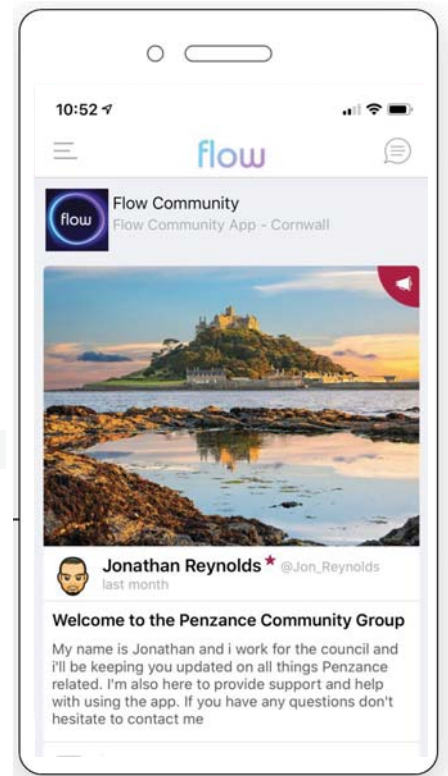 10:52
flow
flow
Flow Community
Flow Community App - Cornwall
Jonathan Reynolds @Jon_Reynolds
last month
Welcome to the Penzance Community Group
My name is Jonathan and i work for the council and
i'll be keeping you updated on all things Penzance
related. I'm also here to provide support and help
with using the app. If you have any questions don't
hesitate to contact me